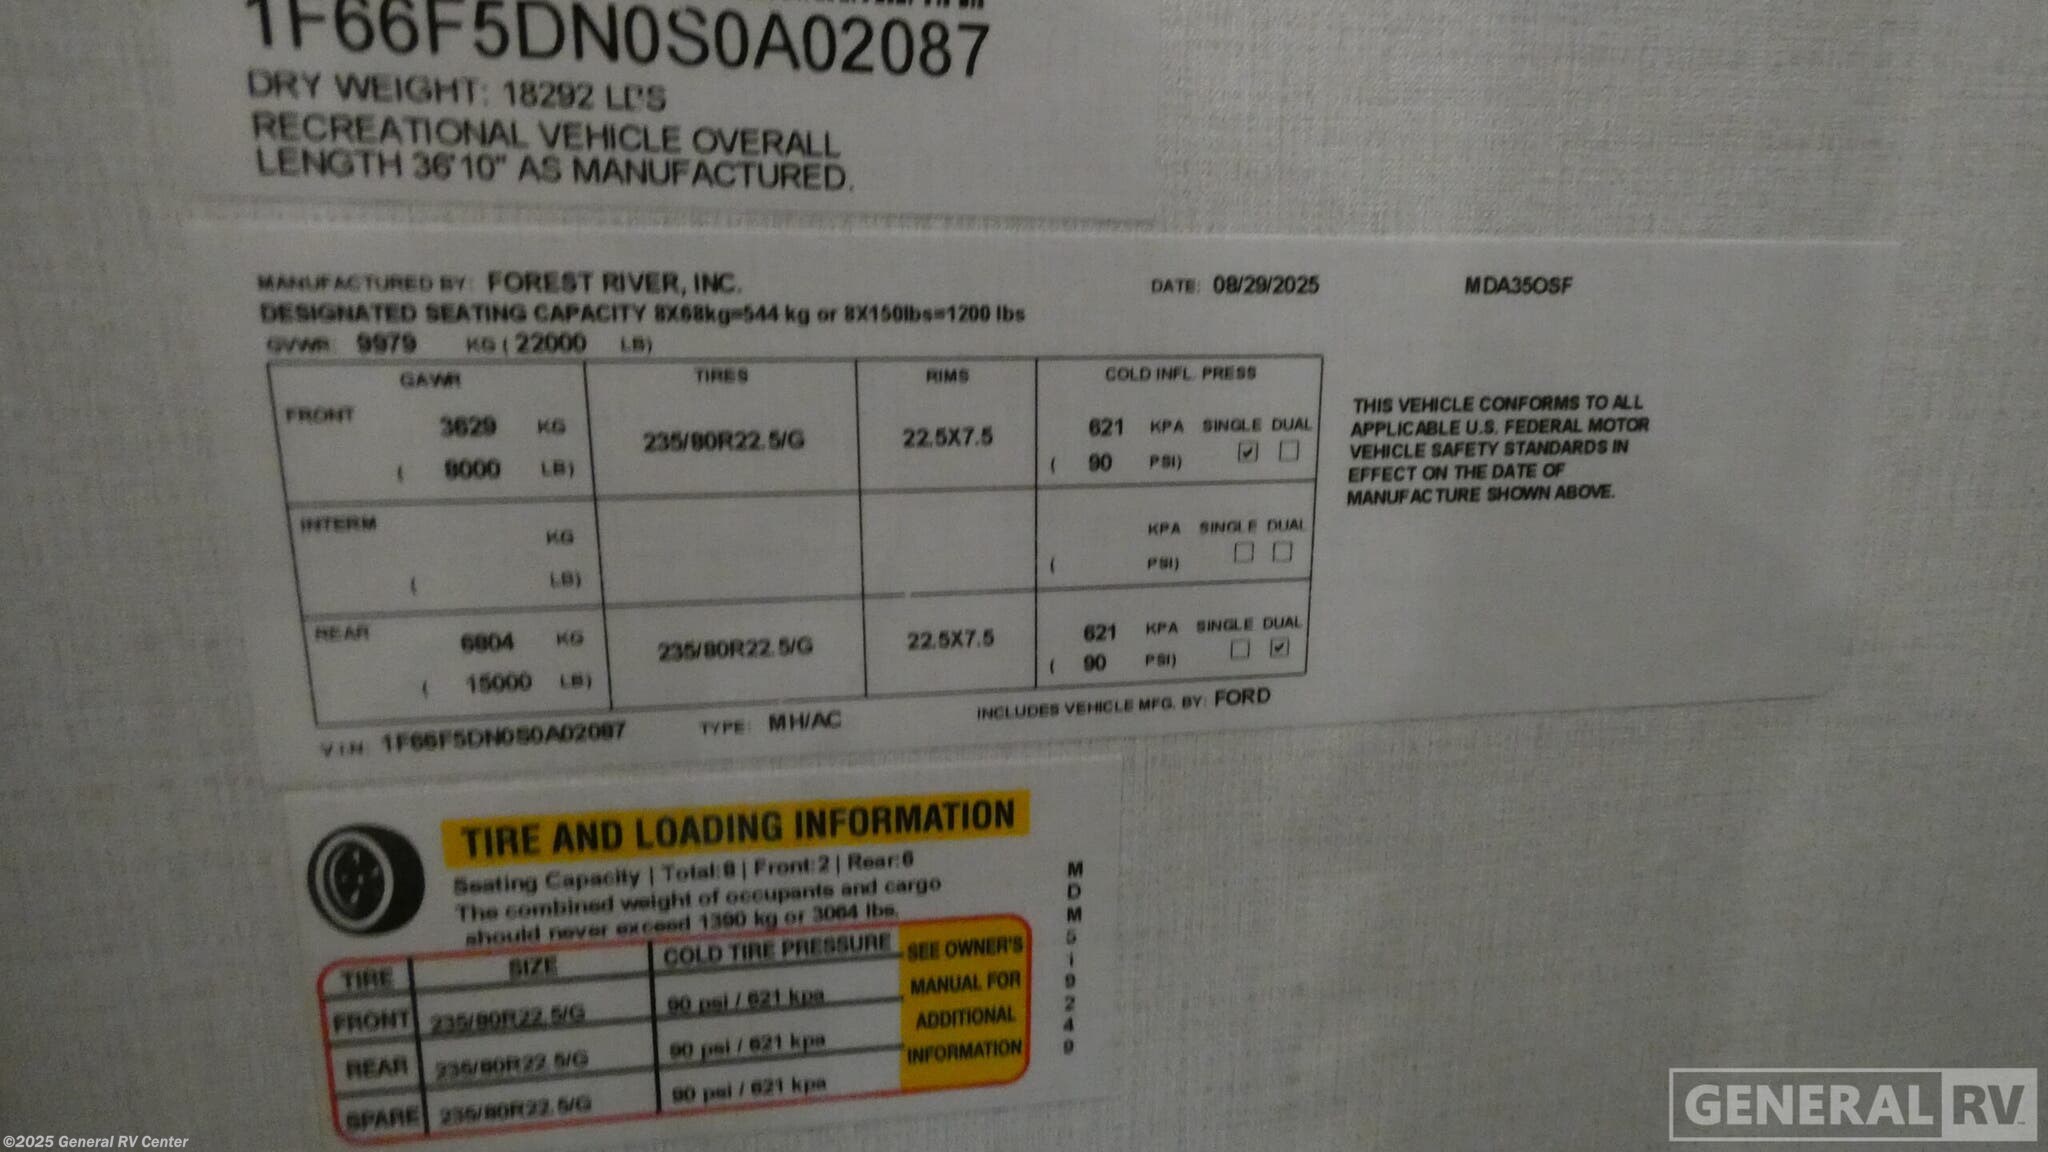 1F66F5DN0S0A02087
DRY WEIGHT: 18292 LBS
RECREATIONAL VEHICLE OVERALL
LENGTH 36'10" AS MANUFACTURED.
MANUFACTURED BY: FOREST RIVER, INC. DATE: 08/29/2025 MDA35OSF
DESIGNATED SEATING CAPACITY 8X68kg=544 kg or 8X150lbs=1200 lbs
GVWR 9979 KG ( 22000 LB)
GAWR TIRES RIMS COLD INFL. PRESS
FRONT 3629 KG 235/80R22.5/G 22.5X7.5 621 KPA SINGLE DUAL
( 8000 LB) ( 90 PSI)
INTERM KG KPA SINGLE DUAL
( LB) ( PSI)
REAR 6804 KG 235/80R22.5/G 22.5X7.5 621 KPA SINGLE DUAL
( 15000 LB) ( 90 PSI)
V.I.N. 1F66F5DN0S0A02087 TYPE: MH/AC INCLUDES VEHICLE MFG. BY: FORD
THIS VEHICLE CONFORMS TO ALL
APPLICABLE U.S. FEDERAL MOTOR
VEHICLE SAFETY STANDARDS IN
EFFECT ON THE DATE OF
MANUFACTURE SHOWN ABOVE.
TIRE AND LOADING INFORMATION
Seating Capacity | Total:8 | Front:2 | Rear:6
The combined weight of occupants and cargo
should never exceed 1390 kg or 3064 lbs.
TIRE SIZE COLD TIRE PRESSURE
FRONT 235/80R22.5/G 90 psi / 621 kpa
REAR 235/80R22.5/G 90 psi / 621 kpa
SPARE 235/80R22.5/G 90 psi / 621 kpa
SEE OWNER'S
MANUAL FOR
ADDITIONAL
INFORMATION
MDM519249
GENERAL RV
©2025 General RV Center